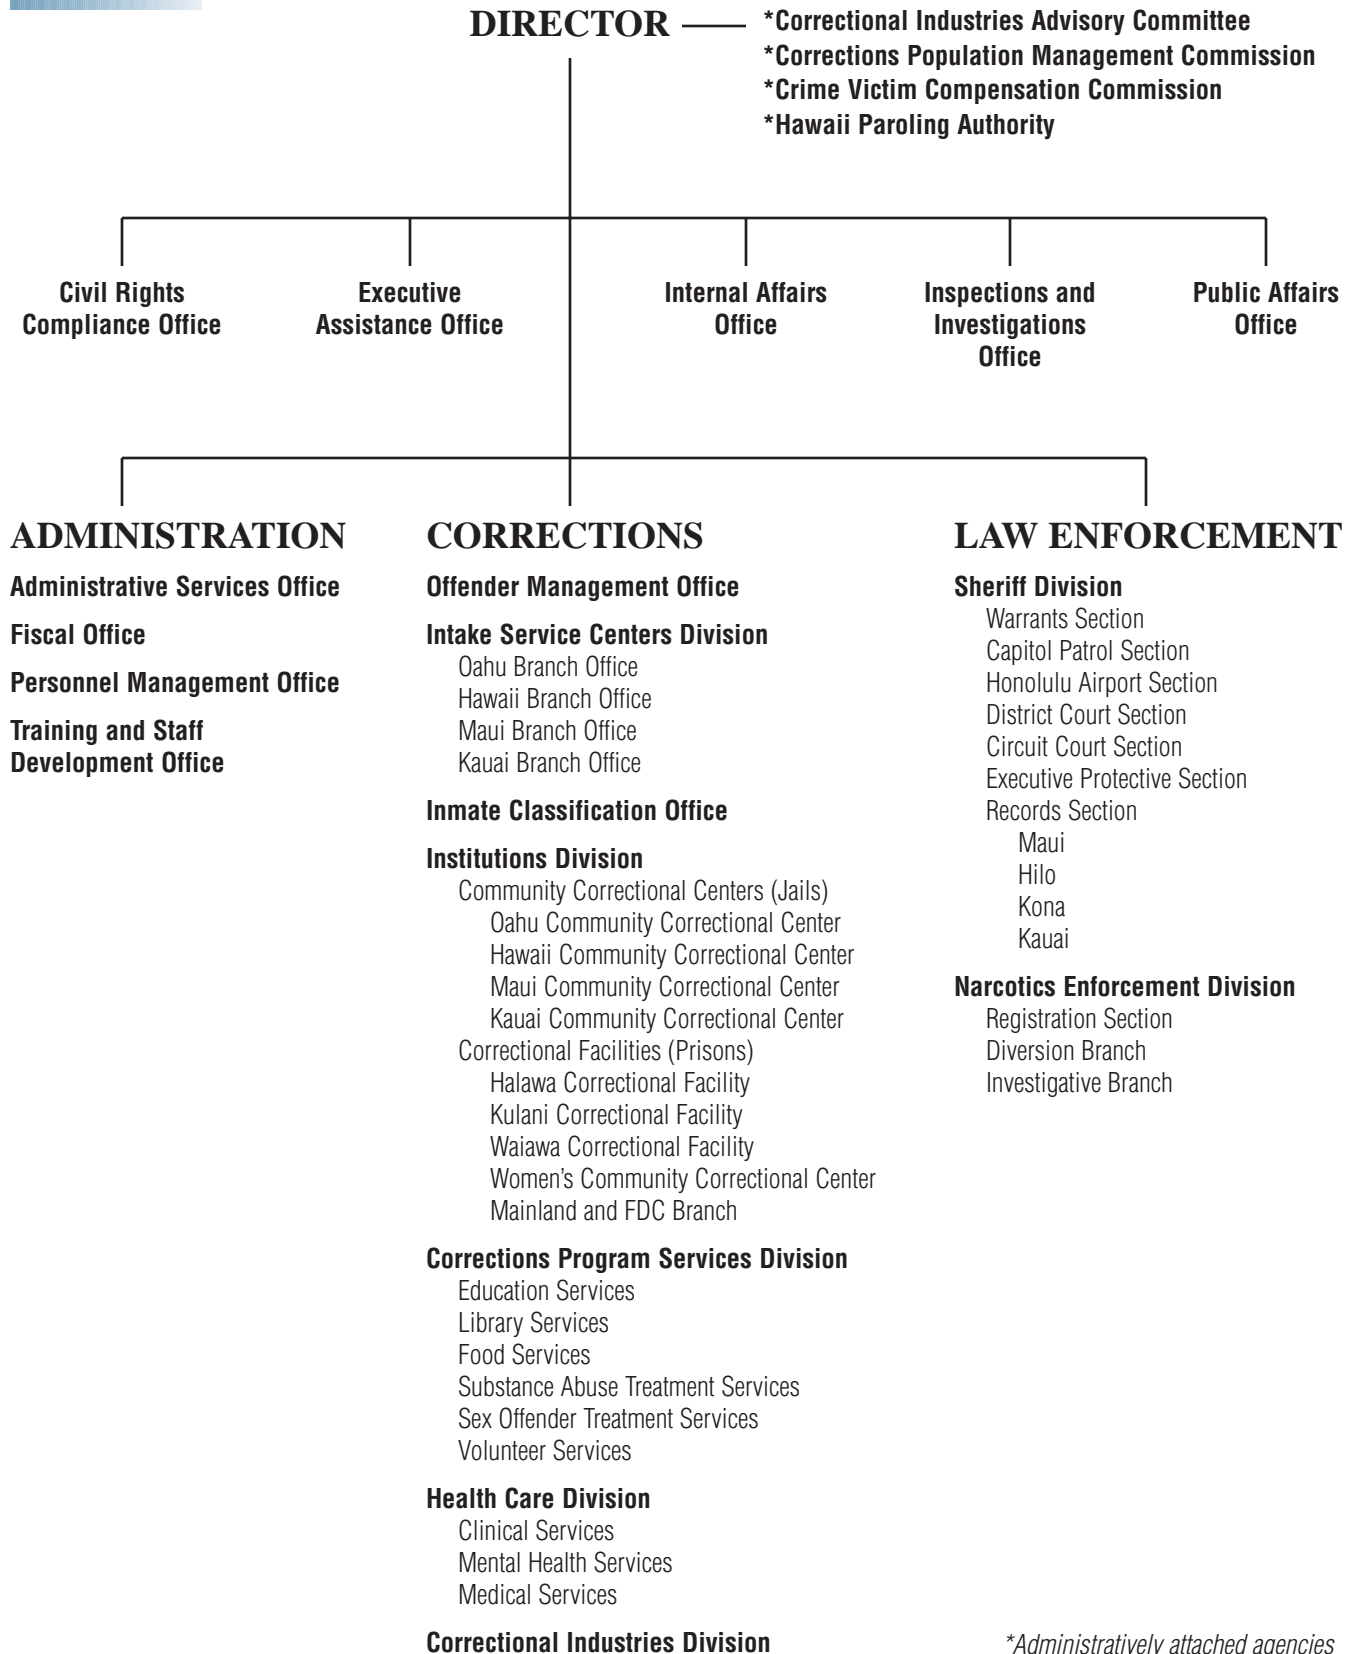 DIRECTOR
*Correctional Industries Advisory Committee
*Corrections Population Management Commission
*Crime Victim Compensation Commission
*Hawaii Paroling Authority
Civil Rights
Compliance Office
Executive
Assistance Office
Internal Affairs
Office
Inspections and
Investigations
Office
Public Affairs
Office
ADMINISTRATION
Administrative Services Office
Fiscal Office
Personnel Management Office
Training and Staff
Development Office
CORRECTIONS
Offender Management Office
Intake Service Centers Division
Oahu Branch Office
Hawaii Branch Office
Maui Branch Office
Kauai Branch Office
Inmate Classification Office
Institutions Division
Community Correctional Centers (Jails)
Oahu Community Correctional Center
Hawaii Community Correctional Center
Maui Community Correctional Center
Kauai Community Correctional Center
Correctional Facilities (Prisons)
Halawa Correctional Facility
Kulani Correctional Facility
Waiawa Correctional Facility
Women's Community Correctional Center
Mainland and FDC Branch
Corrections Program Services Division
Education Services
Library Services
Food Services
Substance Abuse Treatment Services
Sex Offender Treatment Services
Volunteer Services
Health Care Division
Clinical Services
Mental Health Services
Medical Services
Correctional Industries Division
LAW ENFORCEMENT
Sheriff Division
Warrants Section
Capitol Patrol Section
Honolulu Airport Section
District Court Section
Circuit Court Section
Executive Protective Section
Records Section
Maui
Hilo
Kona
Kauai
Narcotics Enforcement Division
Registration Section
Diversion Branch
Investigative Branch
*Administratively attached agencies